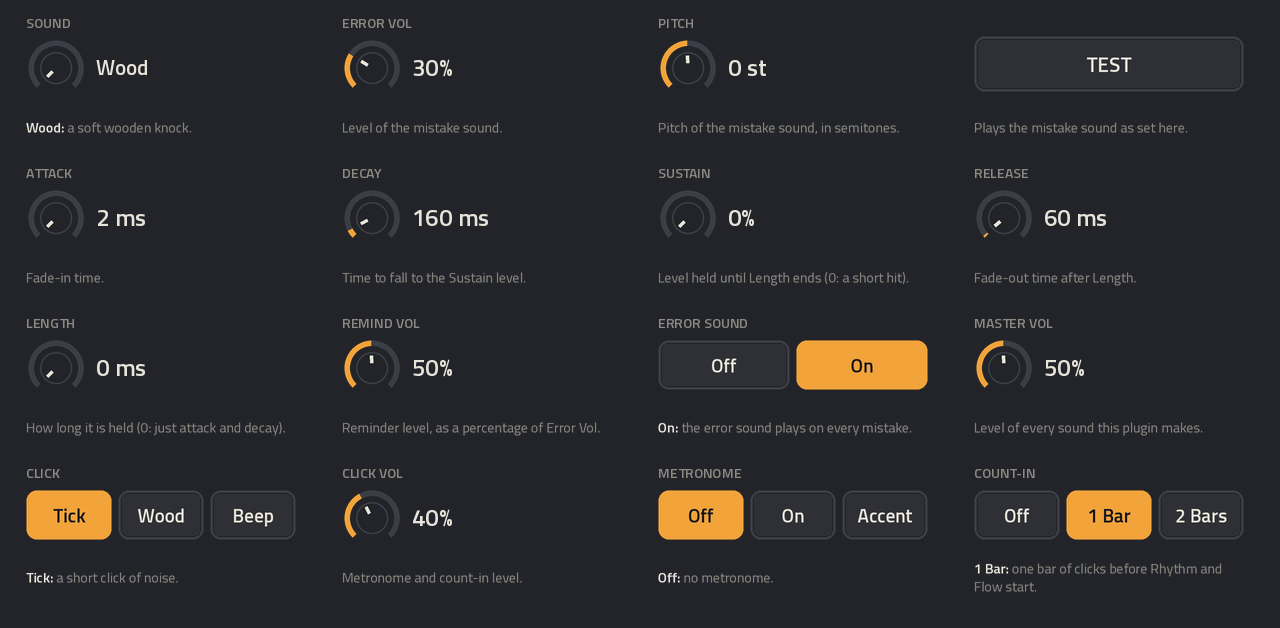 SOUND
ERROR VOL
PITCH
Wood
30%
0 st
TEST
Wood: a soft wooden knock.
Level of the mistake sound.
Pitch of the mistake sound, in semitones.
Plays the mistake sound as set here.
ATTACK
DECAY
SUSTAIN
RELEASE
2 ms
160 ms
0%
60 ms
Fade-in time.
Time to fall to the Sustain level.
Level held until Length ends (0: a short hit).
Fade-out time after Length.
LENGTH
REMIND VOL
ERROR SOUND
MASTER VOL
0 ms
50%
Off
On
50%
How long it is held (0: just attack and decay).
Reminder level, as a percentage of Error Vol.
On: the error sound plays on every mistake.
Level of every sound this plugin makes.
CLICK
CLICK VOL
METRONOME
COUNT-IN
Tick
Wood
Beep
40%
Off
On
Accent
Off
1 Bar
2 Bars
Tick: a short click of noise.
Metronome and count-in level.
Off: no metronome.
1 Bar: one bar of clicks before Rhythm and
Flow start.